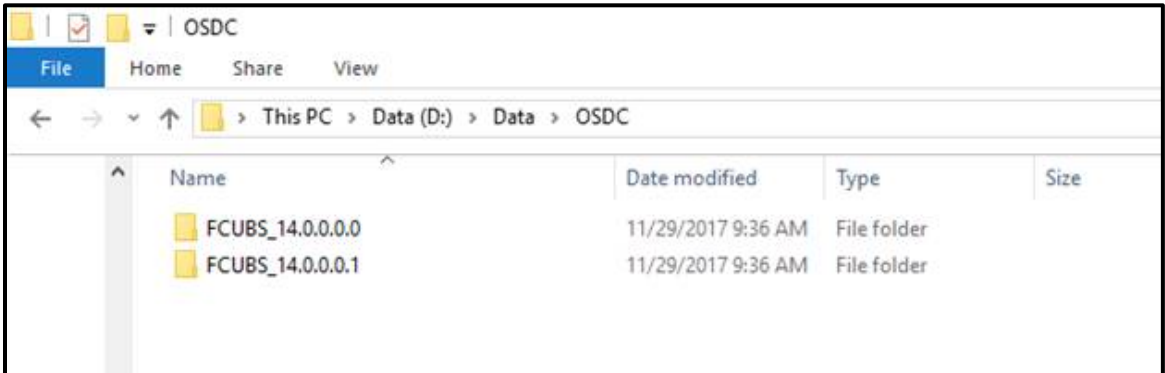 OSDC
File Home Share View
This PC > Data (D:) > Data > OSDC
Name Date modified Type Size
FCUBS_14.0.0.0.0 11/29/2017 9:36 AM File folder
FCUBS_14.0.0.0.1 11/29/2017 9:36 AM File folder